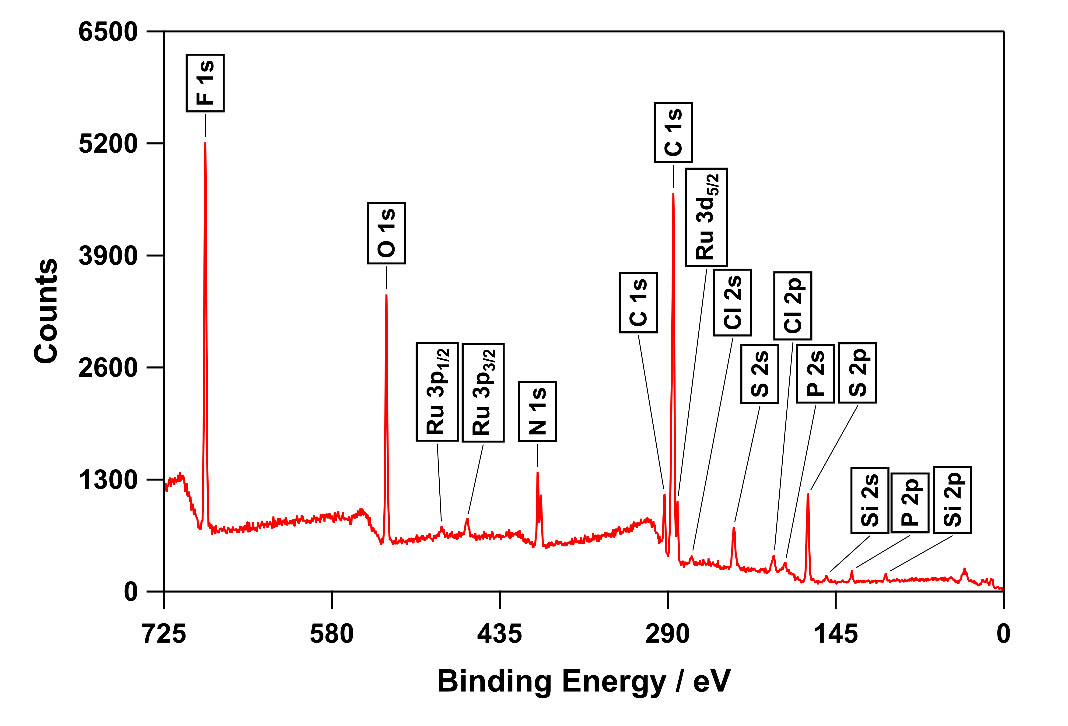 6500
5200
3900
2600
1300
0
Counts
F 1s
O 1s
Ru 3p1/2
Ru 3p3/2
N 1s
C 1s
C 1s
Ru 3d5/2
Cl 2s
S 2s
Cl 2p
P 2s
S 2p
Si 2s
P 2p
Si 2p
725 580 435 290 145 0
Binding Energy / eV